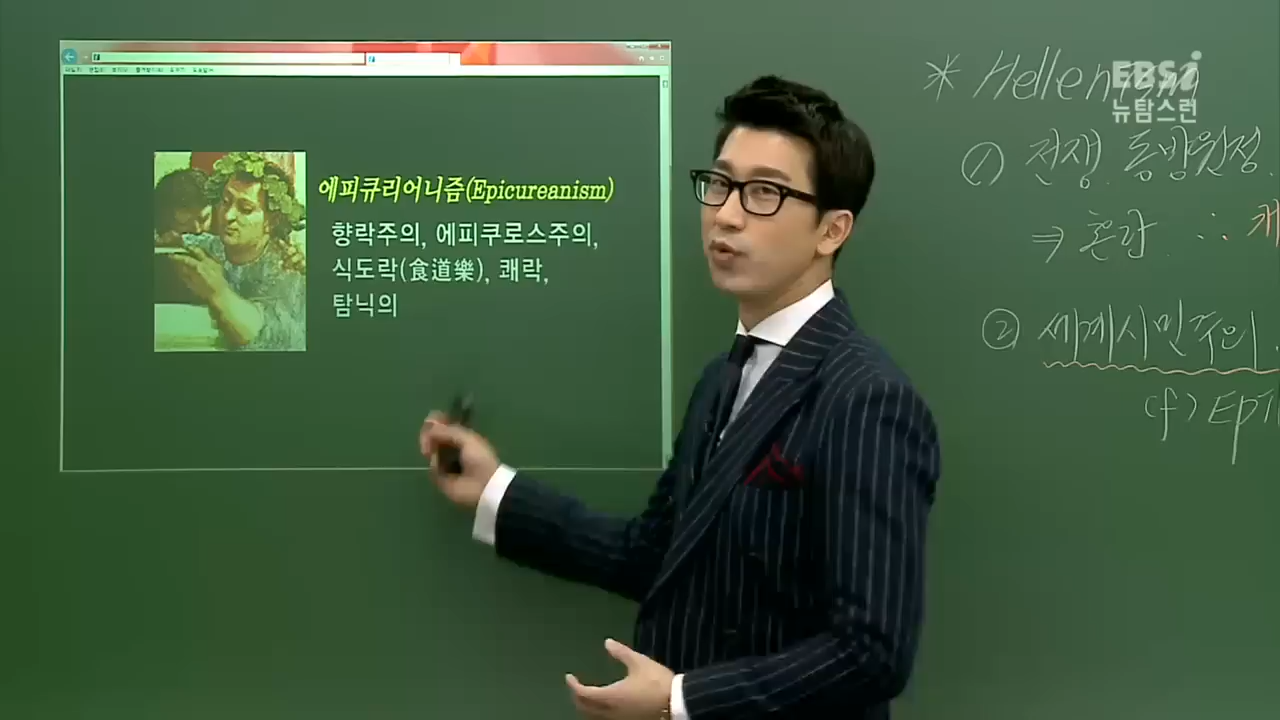 에피큐리어니즘(Epicureanism)
향락주의, 에피쿠로스주의,
식도락(食道樂), 쾌락,
탐닉의
* Hellenism
EBSi
뉴탐스런
① 전쟁. 동방원정.
⇒ 혼란. ∴ 쾌
② 세계시민주의.
(f) Epi